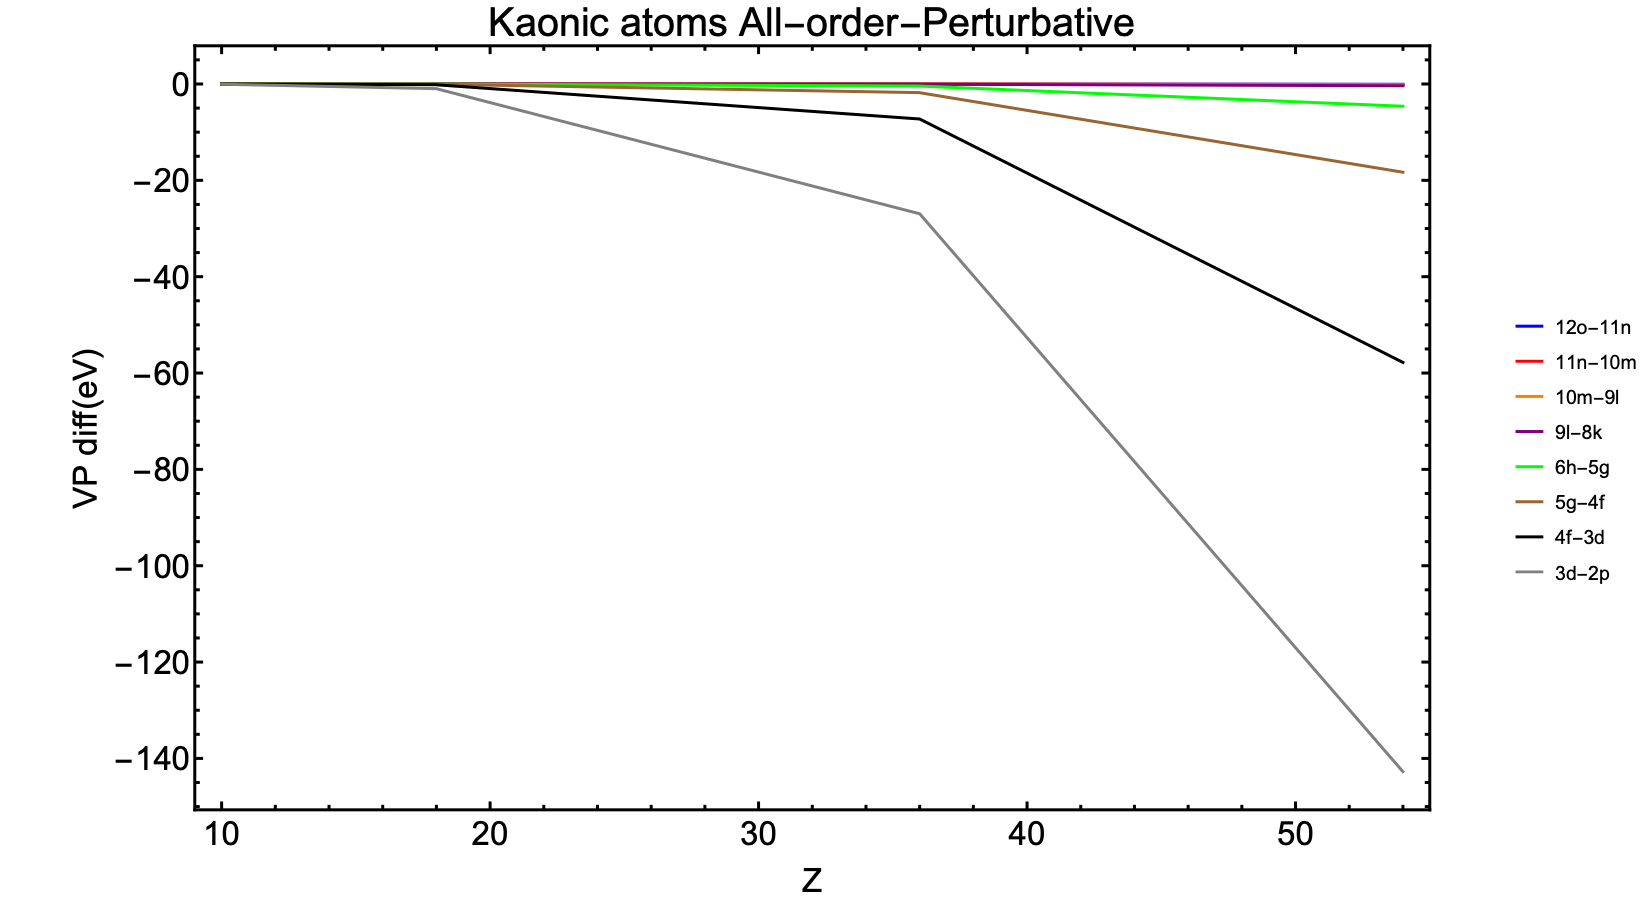 Kaonic atoms All−order−Perturbative
0
−20
−40
−60
−80
−100
−120
−140
VP diff(eV)
10
20
30
40
50
Z
12o−11n
11n−10m
10m−9l
9l−8k
6h−5g
5g−4f
4f−3d
3d−2p